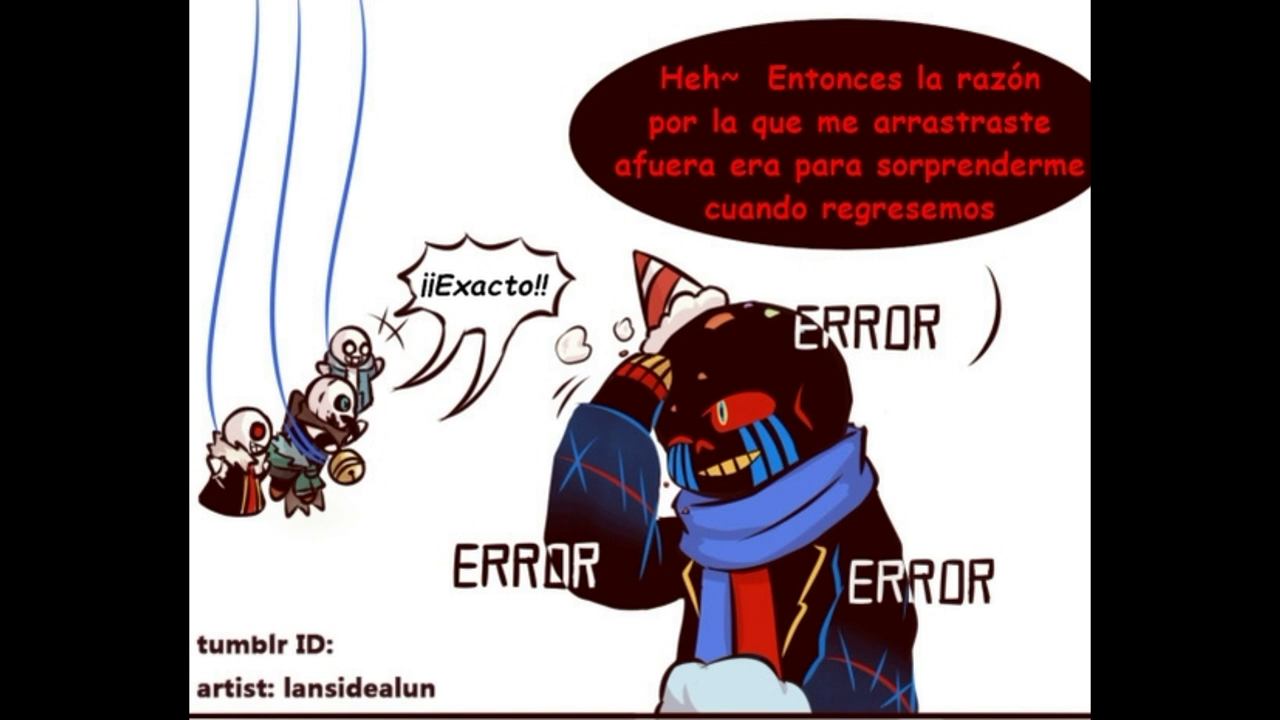 Heh~ Entonces la razón
por la que me arrastraste
afuera era para sorprenderme
cuando regresemos
¡¡Exacto!!
ERROR
ERROR
ERROR
tumblr ID:
artist: lansidealun